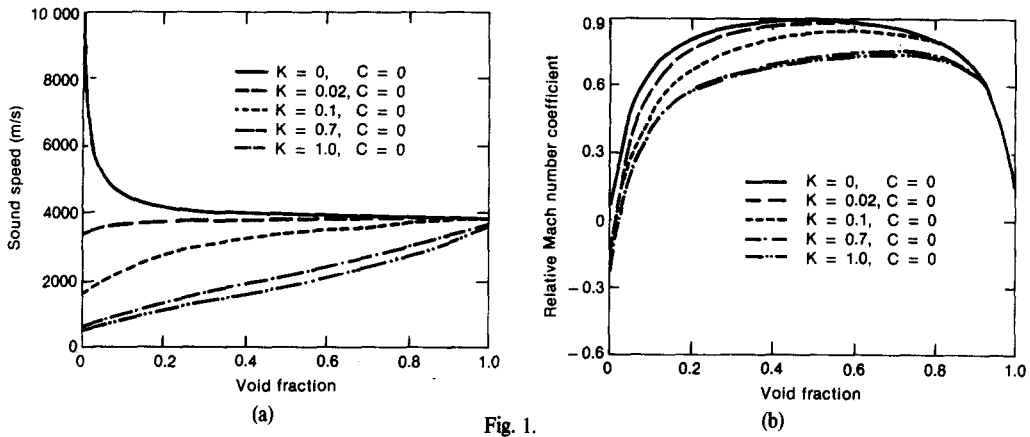 10 000
8000
6000
4000
2000
0
Sound speed (m/s)
K = 0, C = 0
K = 0.02, C = 0
K = 0.1, C = 0
K = 0.7, C = 0
K = 1.0, C = 0
0 0.2 0.4 0.6 0.8 1.0
Void fraction
(a)
0.9
0.6
0.3
0
−0.3
−0.6
Relative Mach number coefficient
K = 0, C = 0
K = 0.02, C = 0
K = 0.1, C = 0
K = 0.7, C = 0
K = 1.0, C = 0
0 0.2 0.4 0.6 0.8 1.0
Void fraction
(b)
Fig. 1.